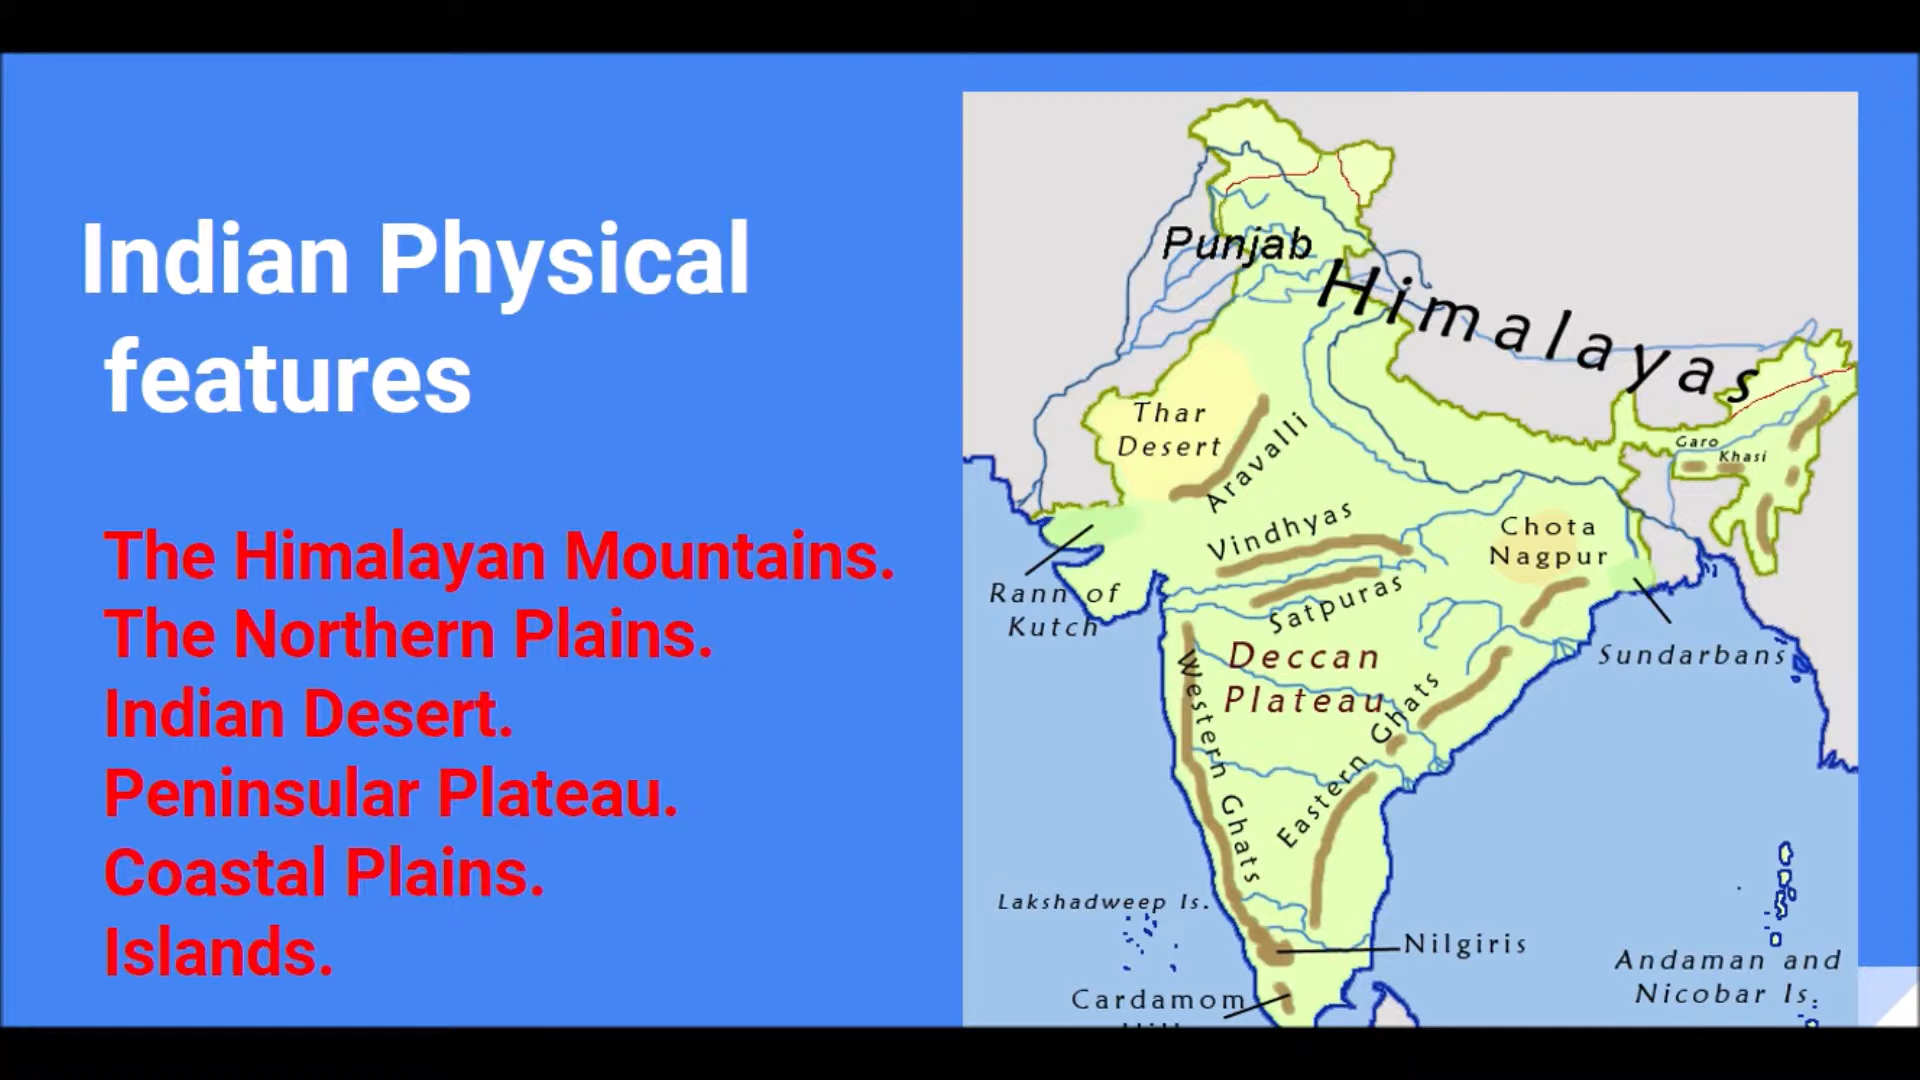 Indian Physical
features
The Himalayan Mountains.
The Northern Plains.
Indian Desert.
Peninsular Plateau.
Coastal Plains.
Islands.
Punjab
Himalayas
Thar
Desert
Aravalli
Garo
Khasi
Vindhyas
Chota
Nagpur
Rann of
Kutch
Satpuras
Sundarbans
Deccan
Plateau
Western Ghats
Eastern Ghats
Lakshadweep Is.
Nilgiris
Andaman and
Nicobar Is.
Cardamom